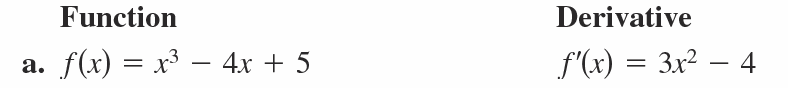 Function Derivative
a. f(x) = x³ − 4x + 5 f′(x) = 3x² − 4